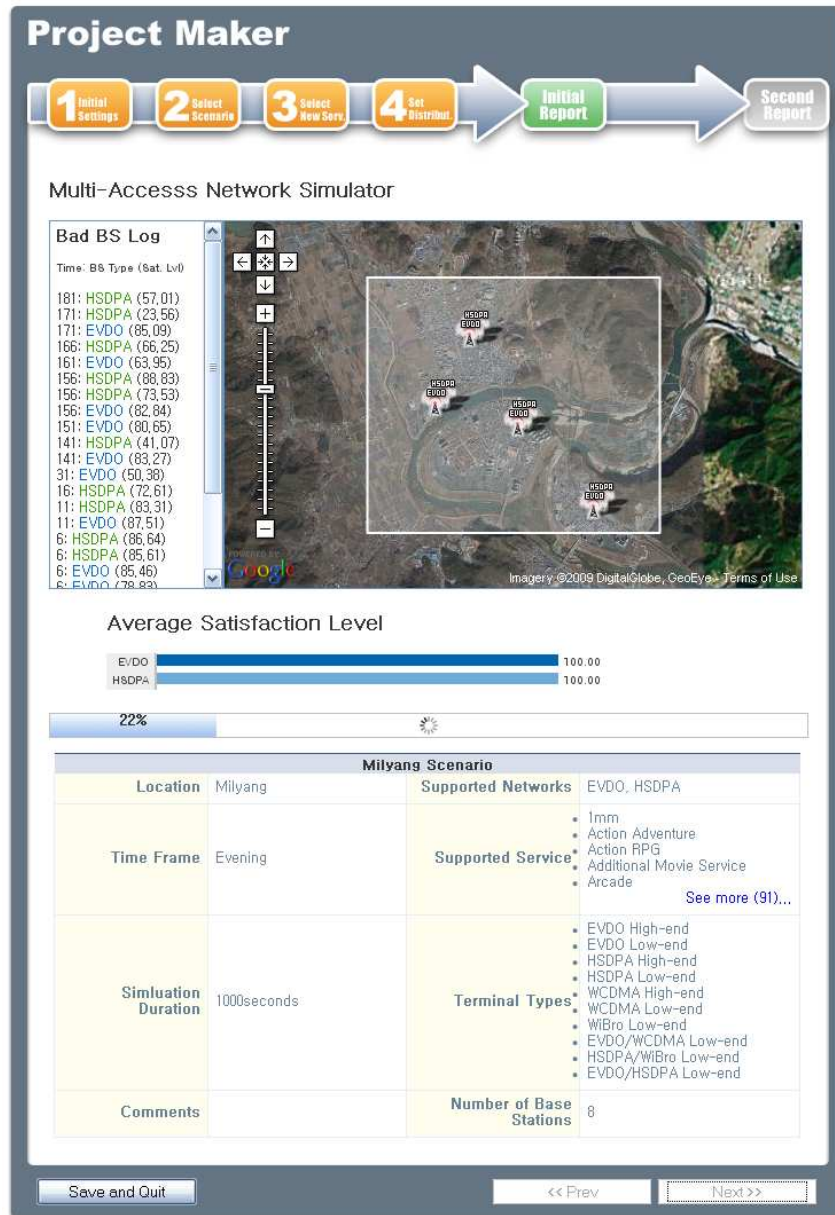 Project Maker
1 Initial Settings
2 Select Scenario
3 Select New Serv.
4 Set Distribut.
Initial Report
Second Report
Multi-Accesss Network Simulator
Bad BS Log
Time: BS Type (Sat. Lvl)
181: HSDPA (57,01)
171: HSDPA (23,56)
171: EVDO (85,09)
166: HSDPA (66,25)
161: EVDO (63,95)
156: HSDPA (88,83)
156: HSDPA (73,53)
156: EVDO (82,84)
151: EVDO (80,65)
141: HSDPA (41,07)
141: EVDO (83,27)
31: EVDO (50,38)
16: HSDPA (72,61)
11: HSDPA (83,31)
11: EVDO (87,51)
6: HSDPA (86,64)
6: HSDPA (85,61)
6: EVDO (85,46)
6: EVDO (78,83)
HSDPA
EVDO
HSDPA
EVDO
HSDPA
EVDO
HSDPA
EVDO
POWERED BY
Google
Imagery ©2009 DigitalGlobe, GeoEye - Terms of Use
Average Satisfaction Level
EVDO 100.00
HSDPA 100.00
22%
Milyang Scenario
Location Milyang
Supported Networks EVDO, HSDPA
Time Frame Evening
Supported Service
• 1mm
• Action Adventure
• Action RPG
• Additional Movie Service
• Arcade
See more (91)...
Simluation Duration 1000seconds
Terminal Types
• EVDO High-end
• EVDO Low-end
• HSDPA High-end
• HSDPA Low-end
• WCDMA High-end
• WCDMA Low-end
• WiBro Low-end
• EVDO/WCDMA Low-end
• HSDPA/WiBro Low-end
• EVDO/HSDPA Low-end
Comments
Number of Base Stations 8
Save and Quit
<< Prev
Next >>